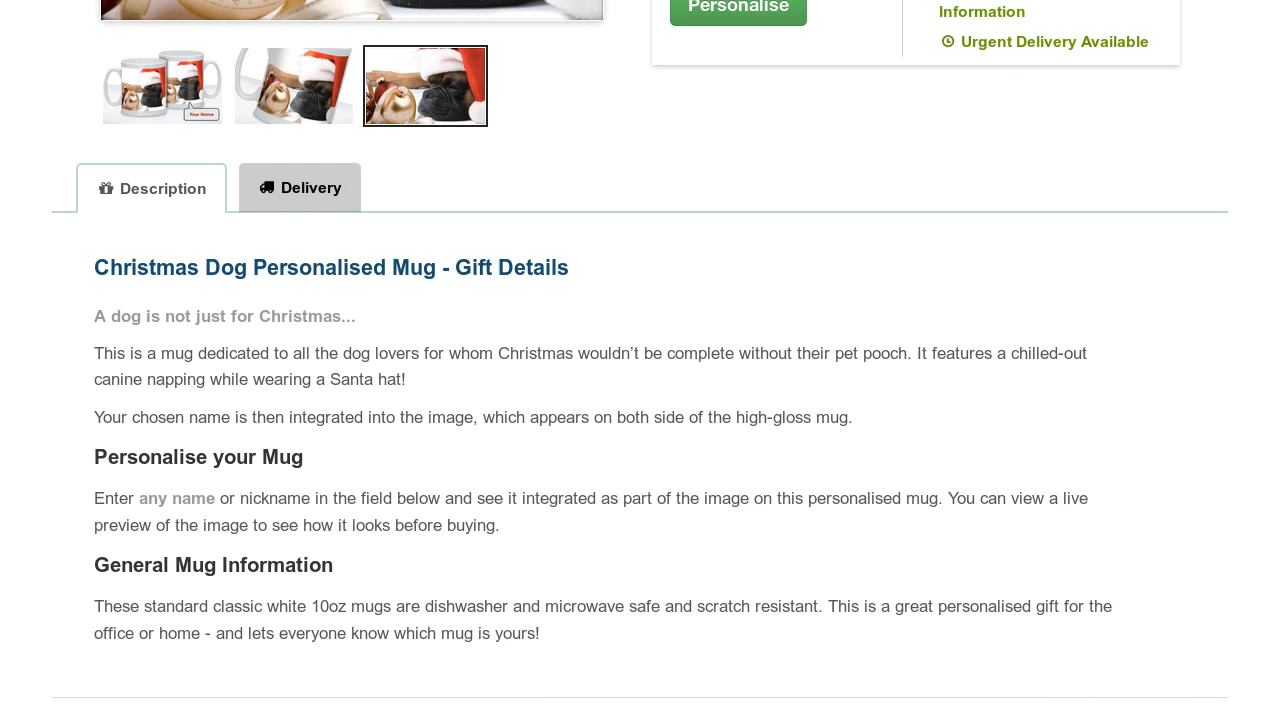 Personalise
Information
Urgent Delivery Available
Your Name
Description
Delivery
Christmas Dog Personalised Mug - Gift Details
A dog is not just for Christmas...
This is a mug dedicated to all the dog lovers for whom Christmas wouldn’t be complete without their pet pooch. It features a chilled-out
canine napping while wearing a Santa hat!
Your chosen name is then integrated into the image, which appears on both side of the high-gloss mug.
Personalise your Mug
Enter any name or nickname in the field below and see it integrated as part of the image on this personalised mug. You can view a live
preview of the image to see how it looks before buying.
General Mug Information
These standard classic white 10oz mugs are dishwasher and microwave safe and scratch resistant. This is a great personalised gift for the
office or home - and lets everyone know which mug is yours!